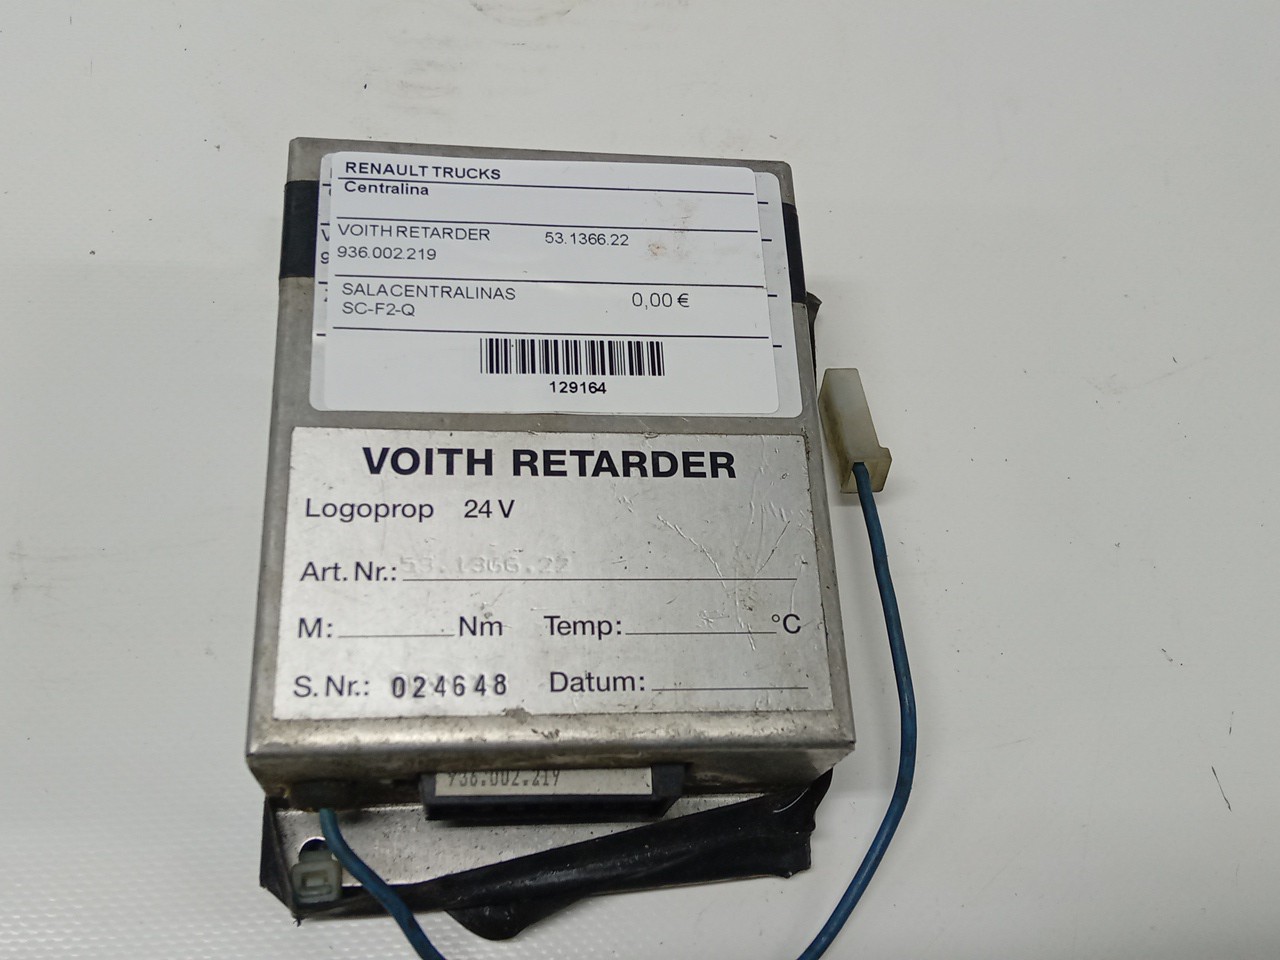 RENAULT TRUCKS
Centralina
VOITH RETARDER 53.1366.22
936.002.219
SALACENTRALINAS 0,00 €
SC-F2-Q
129164
VOITH RETARDER
Logoprop 24 V
Art. Nr.: 53.1366.22
M: Nm Temp: °C
S. Nr.: 024648 Datum:
936.002.219